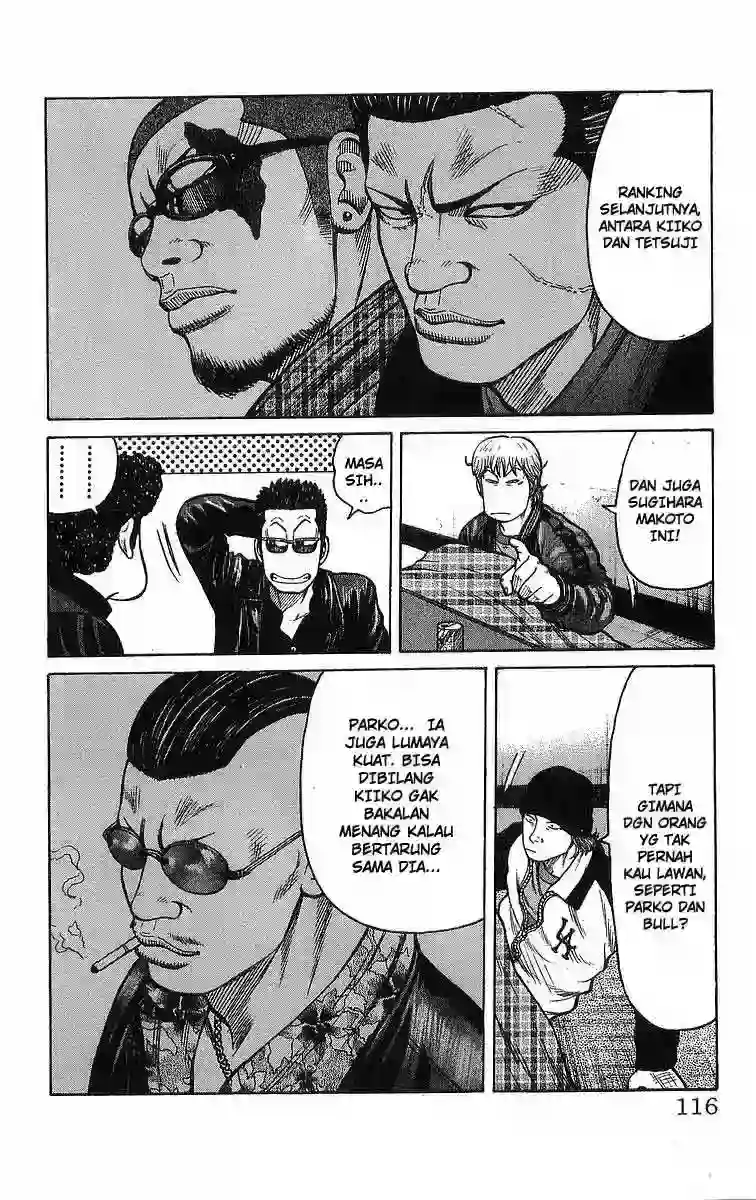 RANKING
SELANJUTNYA,
ANTARA KIIKO
DAN TETSUJI
DAN JUGA
SUGIHARA
MAKOTO
INI!
MASA
SIH..
..
TAPI
GIMANA
DGN ORANG
YG TAK
PERNAH
KAU LAWAN,
SEPERTI
PARKO DAN
BULL?
LA
PARKO... IA
JUGA LUMAYA
KUAT. BISA
DIBILANG
KIIKO GAK
BAKALAN
MENANG KALAU
BERTARUNG
SAMA DIA...
116